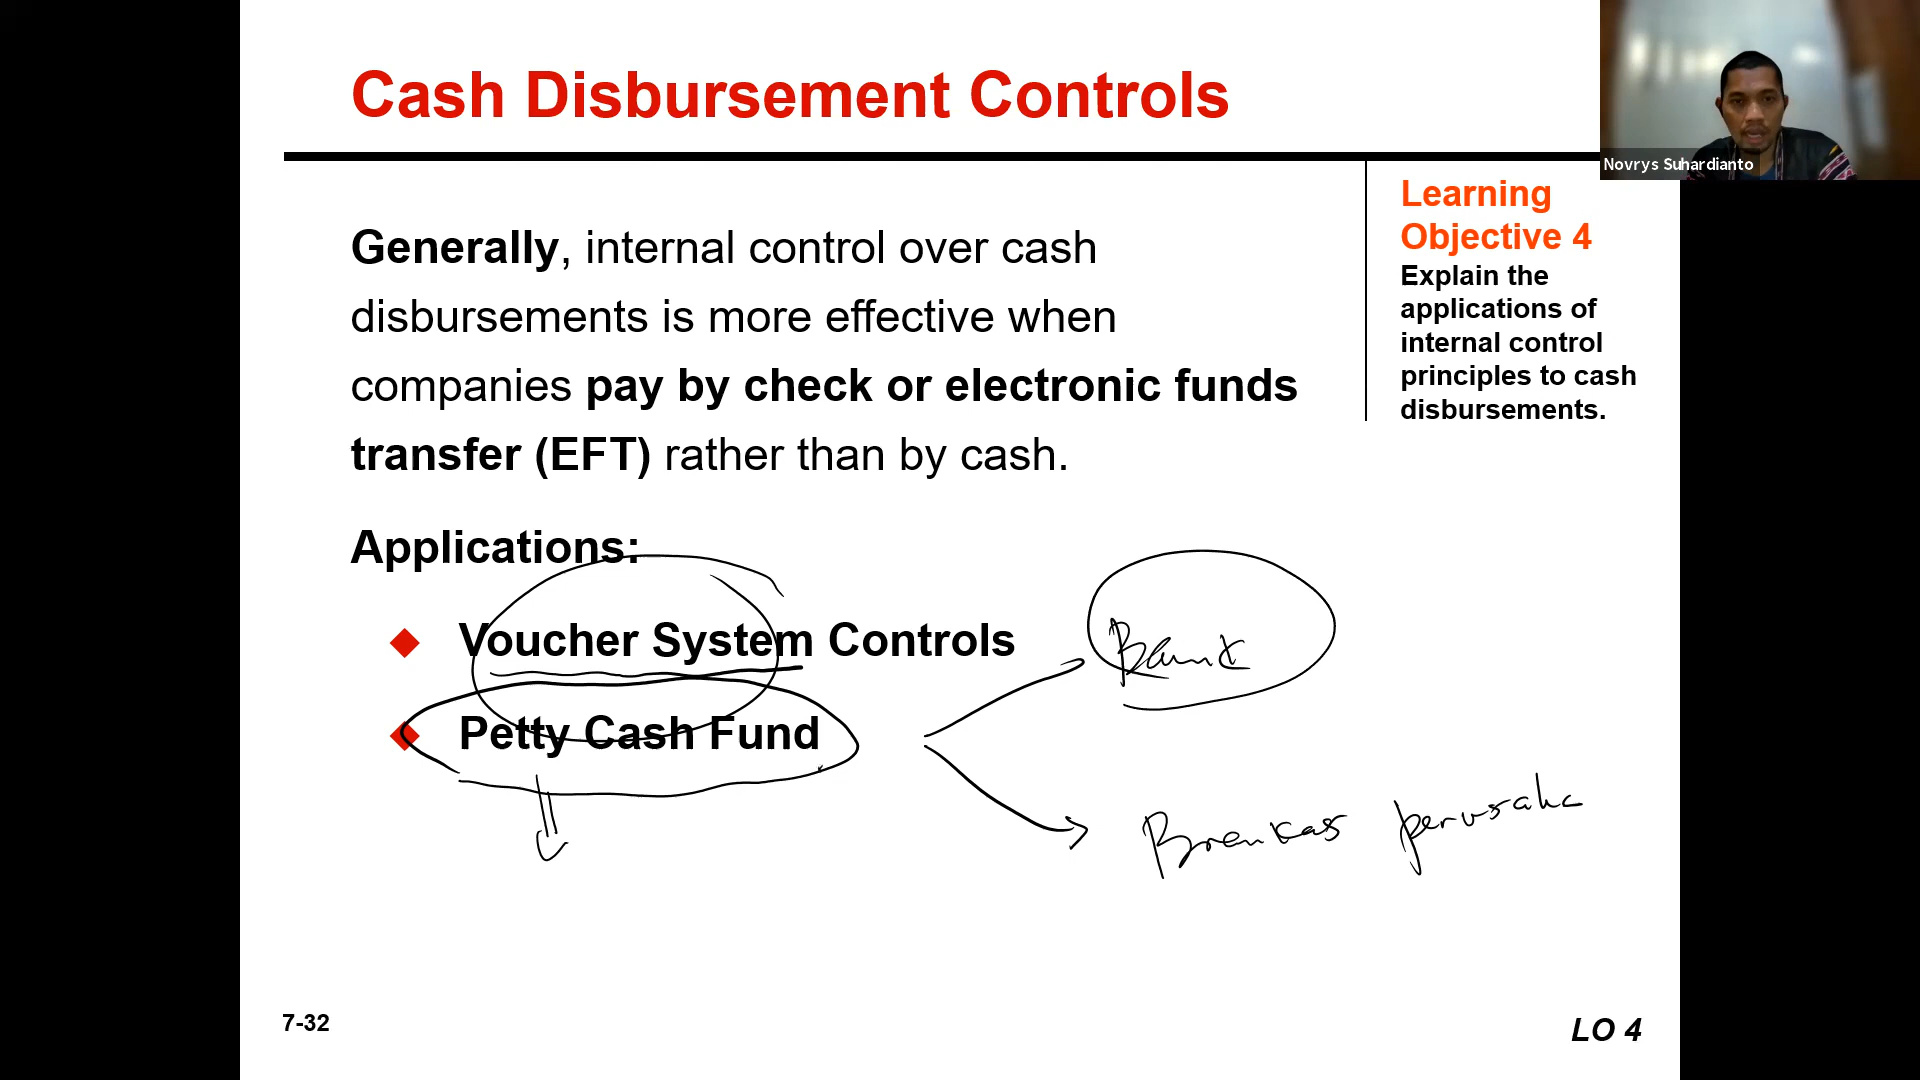 Cash Disbursement Controls
Novrys Suhardianto
Learning
Objective 4
Explain the
applications of
internal control
principles to cash
disbursements.
Generally, internal control over cash
disbursements is more effective when
companies pay by check or electronic funds
transfer (EFT) rather than by cash.
Applications:
Voucher System Controls
Bank
Petty Cash Fund
Brankas perusaha
7-32
LO 4